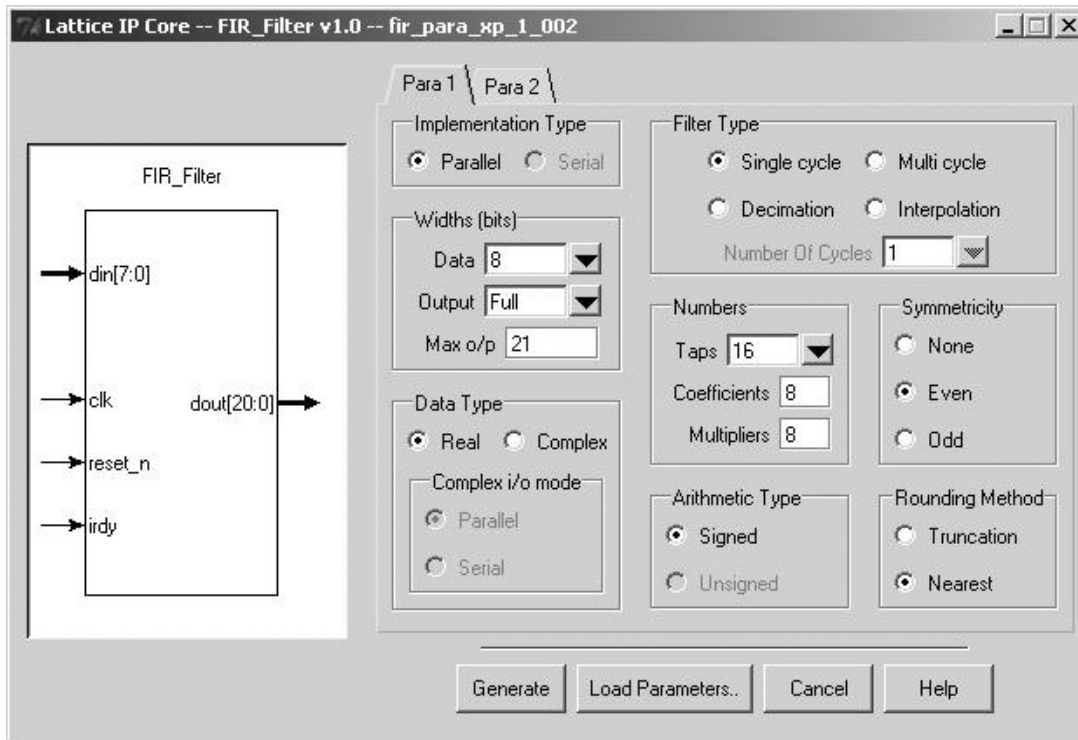 Lattice IP Core -- FIR_Filter v1.0 -- fir_para_xp_1_002
Para 1
Para 2
FIR_Filter
din[7:0]
clk
dout[20:0]
reset_n
irdy
Implementation Type
Parallel Serial
Widths (bits)
Data 8
Output Full
Max o/p 21
Data Type
Real Complex
Complex i/o mode
Parallel
Serial
Filter Type
Single cycle Multi cycle
Decimation Interpolation
Number Of Cycles 1
Numbers
Taps 16
Coefficients 8
Multipliers 8
Symmetricity
None
Even
Odd
Arithmetic Type
Signed
Unsigned
Rounding Method
Truncation
Nearest
Generate Load Parameters.. Cancel Help